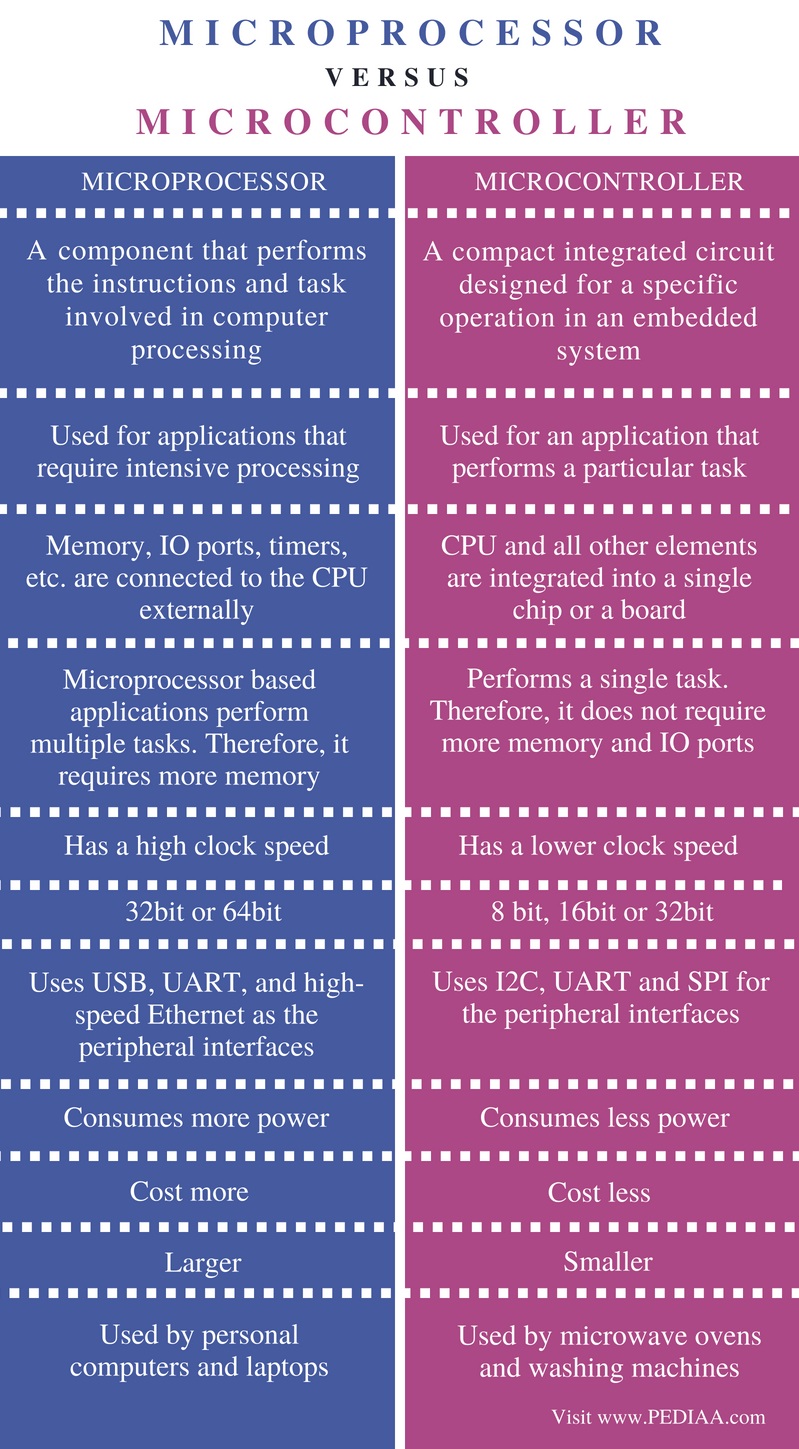 MICROPROCESSOR
VERSUS
MICROCONTROLLER
MICROPROCESSOR
MICROCONTROLLER
A component that performs
the instructions and task
involved in computer
processing
A compact integrated circuit
designed for a specific
operation in an embedded
system
Used for applications that
require intensive processing
Used for an application that
performs a particular task
Memory, IO ports, timers,
etc. are connected to the CPU
externally
CPU and all other elements
are integrated into a single
chip or a board
Microprocessor based
applications perform
multiple tasks. Therefore, it
requires more memory
Performs a single task.
Therefore, it does not require
more memory and IO ports
Has a high clock speed
Has a lower clock speed
32bit or 64bit
8 bit, 16bit or 32bit
Uses USB, UART, and high-
speed Ethernet as the
peripheral interfaces
Uses I2C, UART and SPI for
the peripheral interfaces
Consumes more power
Consumes less power
Cost more
Cost less
Larger
Smaller
Used by personal
computers and laptops
Used by microwave ovens
and washing machines
Visit www.PEDIAA.com